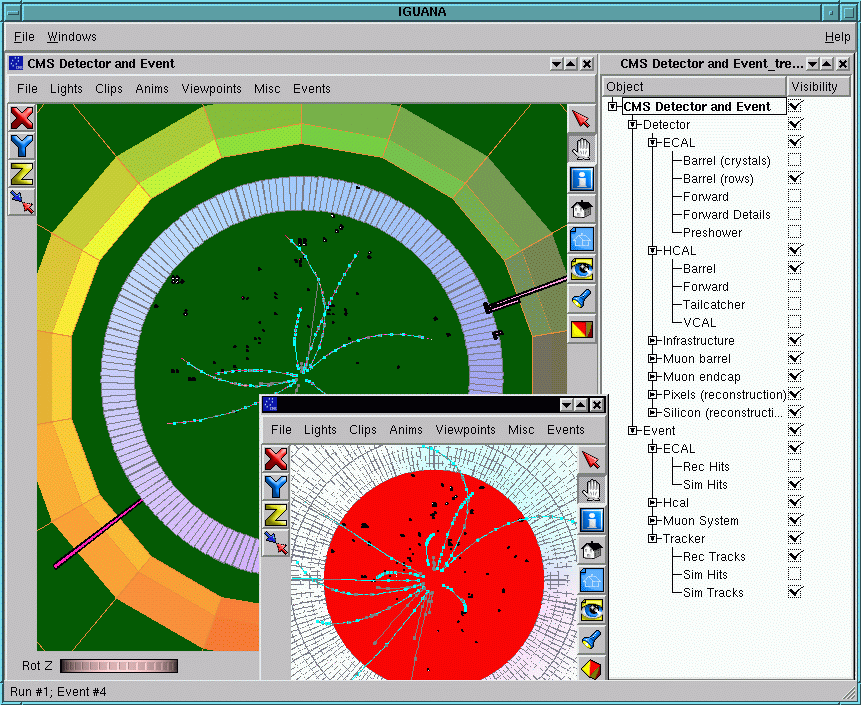 IGUANA
File Windows Help
CMS Detector and Event
File Lights Clips Anims Viewpoints Misc Events
X
Y
Z
Rot Z
File Lights Clips Anims Viewpoints Misc Events
X
Y
Z
CMS Detector and Event_tre...
Object Visibility
CMS Detector and Event
Detector
ECAL
Barrel (crystals)
Barrel (rows)
Forward
Forward Details
Preshower
HCAL
Barrel
Forward
Tailcatcher
VCAL
Infrastructure
Muon barrel
Muon endcap
Pixels (reconstruction)
Silicon (reconstructi...
Event
ECAL
Rec Hits
Sim Hits
Hcal
Muon System
Tracker
Rec Tracks
Sim Hits
Sim Tracks
Run #1; Event #4